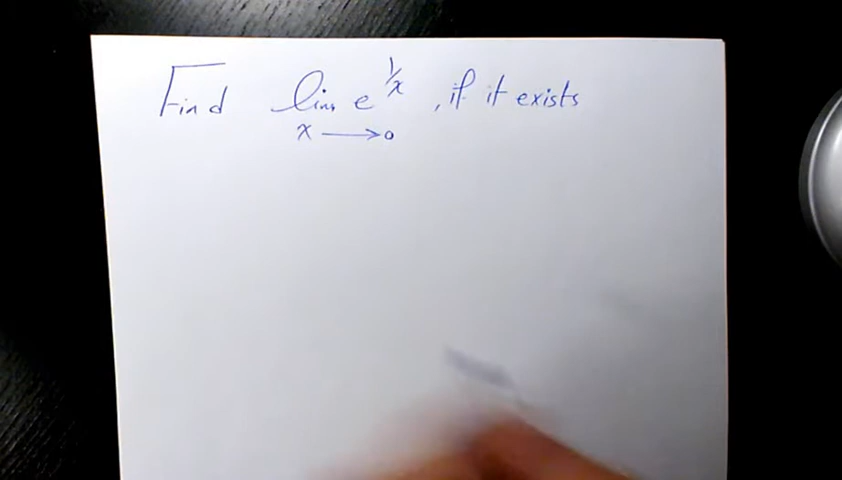 Find lim e^1/x , if it exists
x → 0